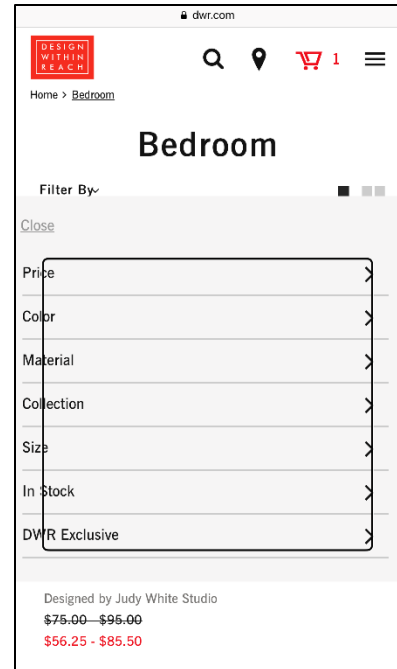 dwr.com
DESIGN
WITHIN
REACH
1
Home > Bedroom
Bedroom
Filter By
Close
Price
Color
Material
Collection
Size
In Stock
DWR Exclusive
Designed by Judy White Studio
$75.00 - $95.00
$56.25 - $85.50